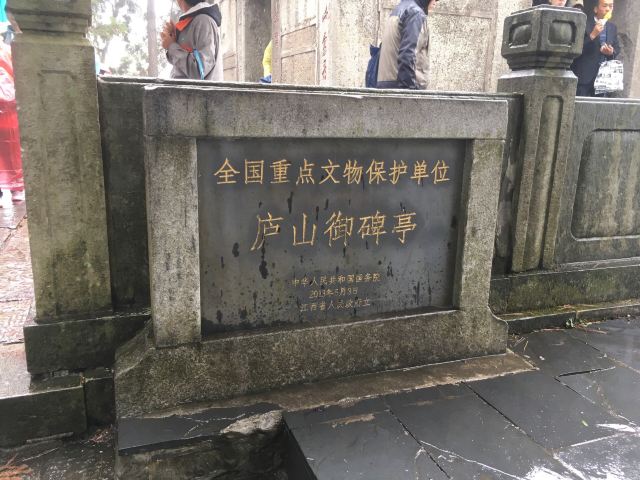 全国重点文物保护单位
庐山御碑亭
中华人民共和国国务院
2013年5月3日
江西省人民政府立